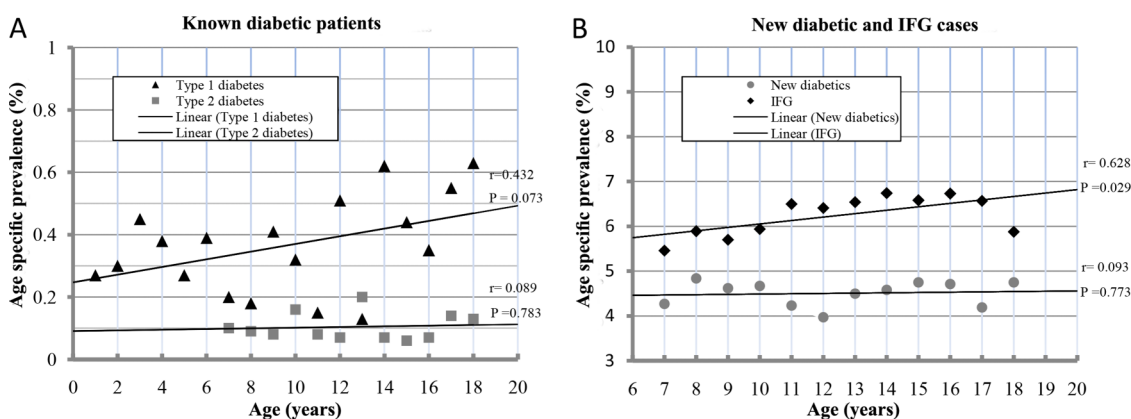 A
Known diabetic patients
Age specific prevalence (%)
1
0.8
0.6
0.4
0.2
0
Type 1 diabetes
Type 2 diabetes
Linear (Type 1 diabetes)
Linear (Type 2 diabetes)
r=0.432
P = 0.073
r= 0.089
P =0.783
0 2 4 6 8 10 12 14 16 18 20
Age (years)
B
New diabetic and IFG cases
Age specific prevalence (%)
10
9
8
7
6
5
4
3
New diabetics
IFG
Linear (New diabetics)
Linear (IFG)
r= 0.628
P =0.029
r= 0.093
P =0.773
6 7 8 9 10 11 12 13 14 15 16 17 18 19 20
Age (years)